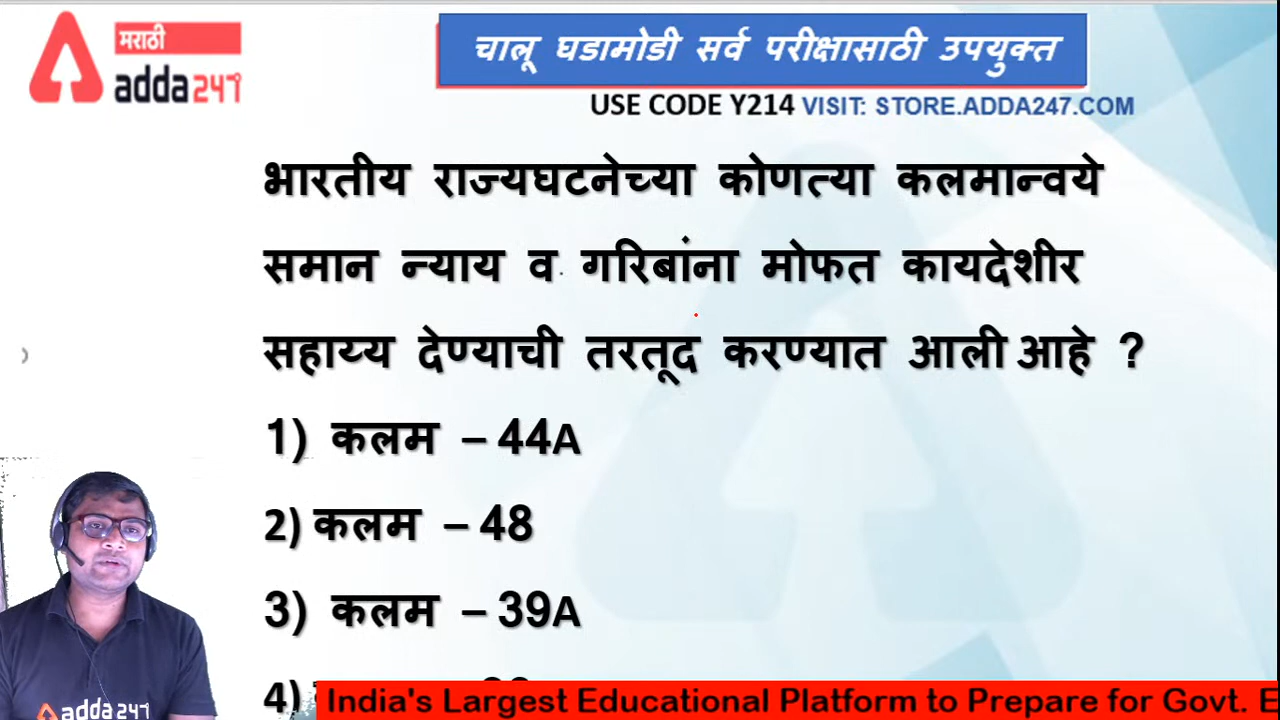 मराठी
adda247
चालू घडामोडी सर्व परीक्षासाठी उपयुक्त
USE CODE Y214 VISIT: STORE.ADDA247.COM
भारतीय राज्यघटनेच्या कोणत्या कलमान्वये
समान न्याय व गरिबांना मोफत कायदेशीर
सहाय्य देण्याची तरतूद करण्यात आली आहे ?
1) कलम – 44A
2) कलम – 48
3) कलम – 39A
4)
adda247
India's Largest Educational Platform to Prepare for Govt. E